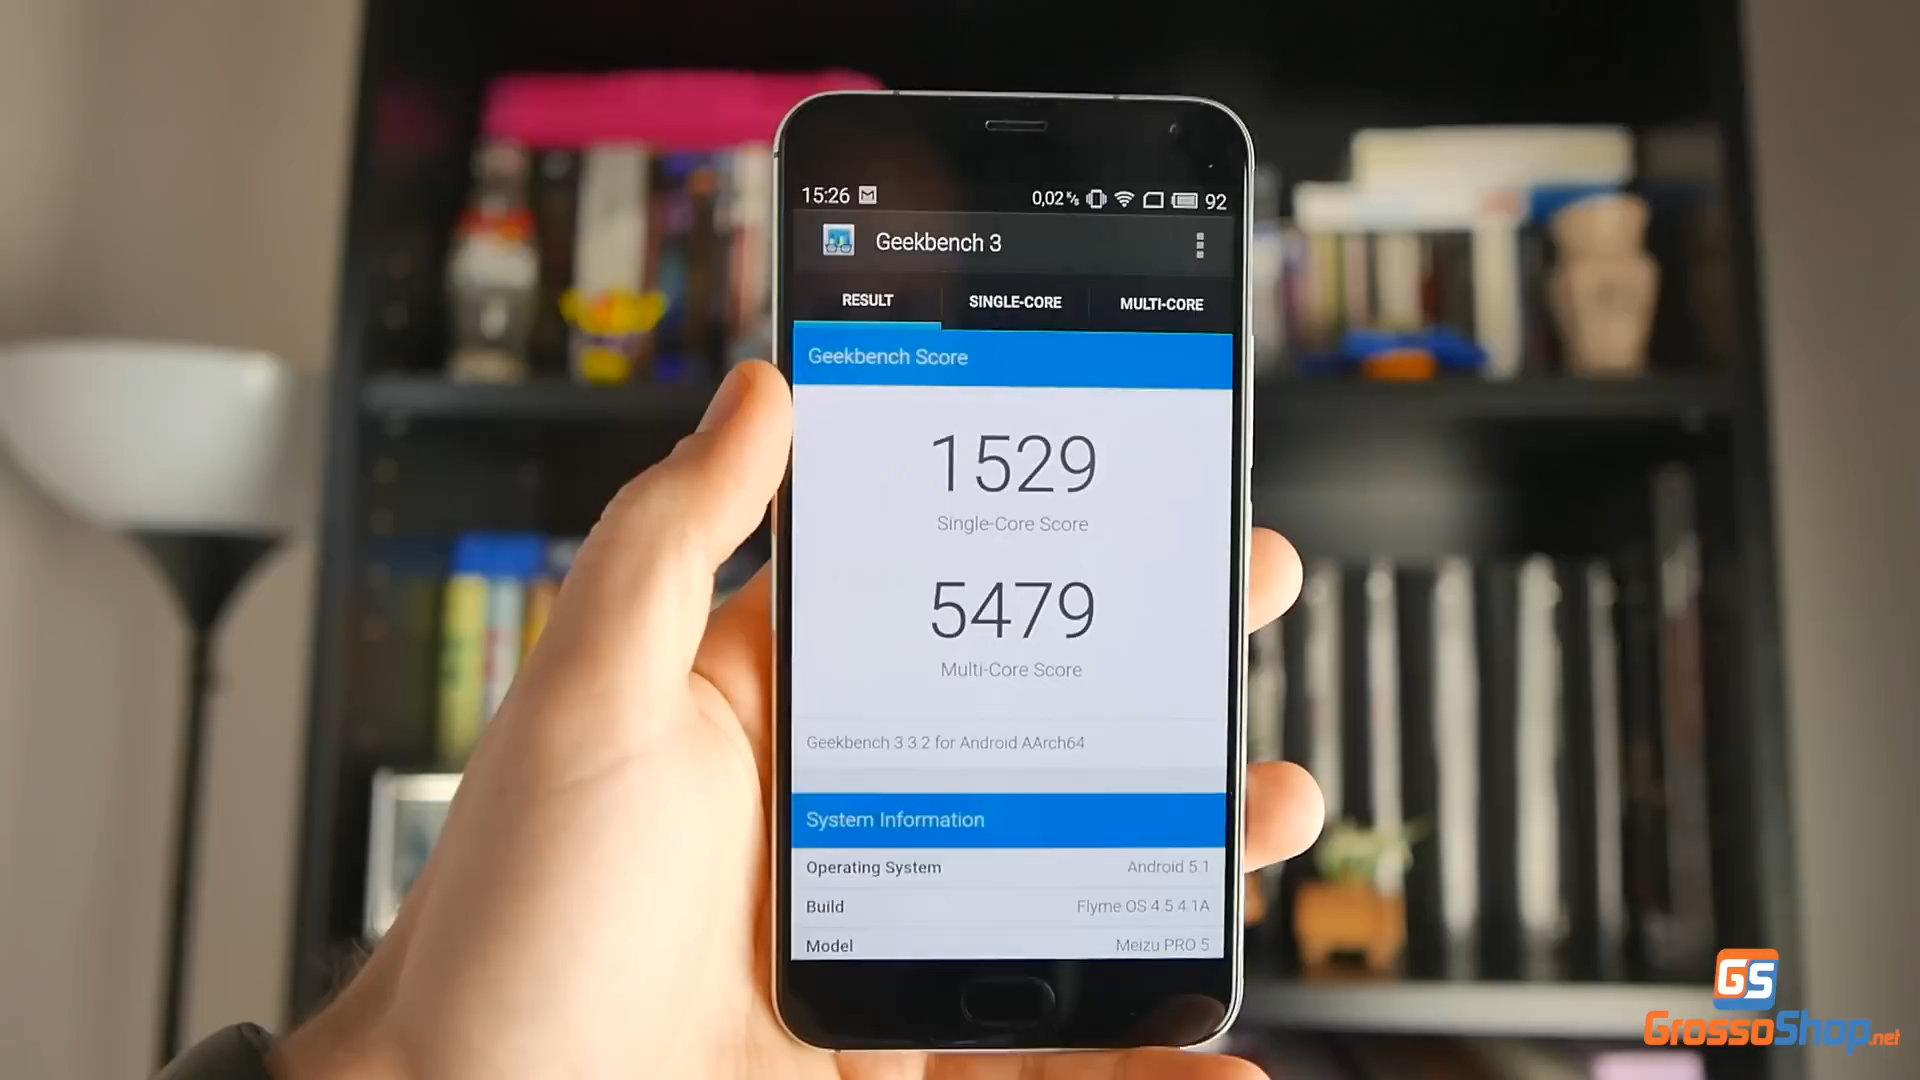 15:26 0,02 K/s 92
Geekbench 3
RESULT SINGLE-CORE MULTI-CORE
Geekbench Score
1529
Single-Core Score
5479
Multi-Core Score
Geekbench 3 3.2 for Android AArch64
System Information
Operating System Android 5.1
Build Flyme OS 4.5.4.1A
Model Meizu PRO 5
GS
GrossoShop.net